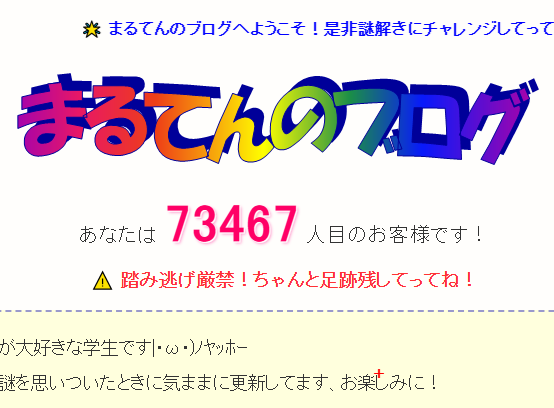 まるてんのブログへようこそ！是非謎解きにチャレンジしてって
まるてんのブログ
あなたは 73467 人目のお客様です！
踏み逃げ厳禁！ちゃんと足跡残してってね！
が大好きな学生です|・ω・)ﾉﾔｯﾎｰ
謎を思いついたときに気ままに更新してます、お楽しみに！